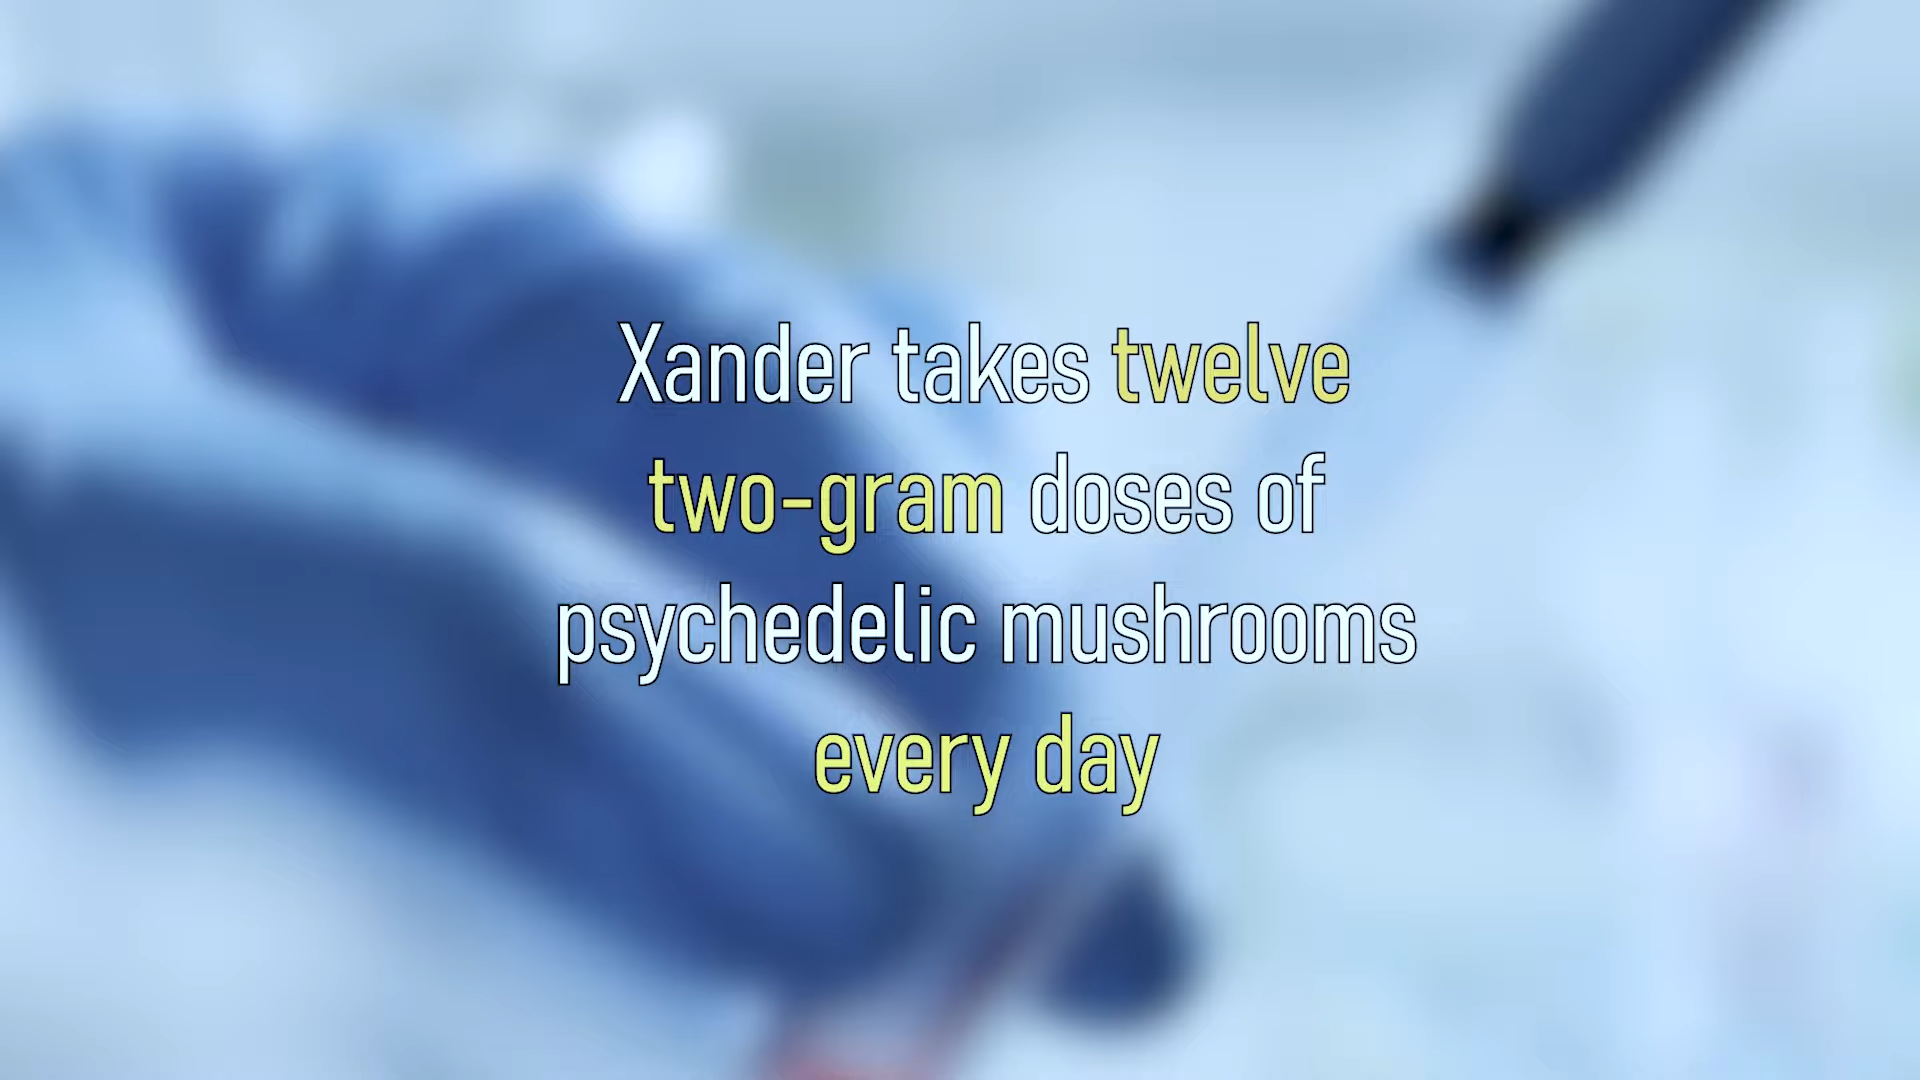 Xander takes twelve
two-gram doses of
psychedelic mushrooms
every day